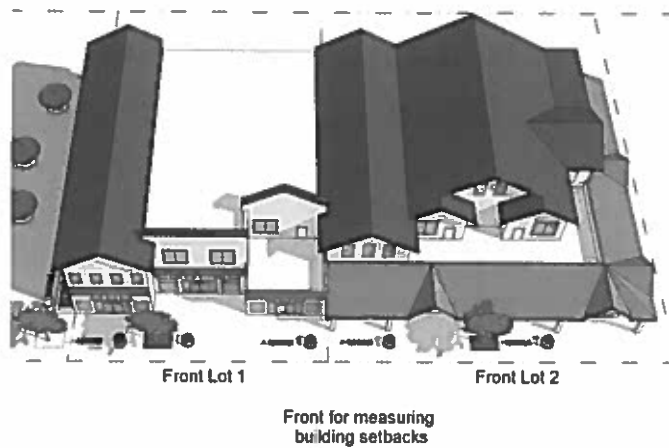 Front Lot 1
Front Lot 2
Front for measuring
building setbacks